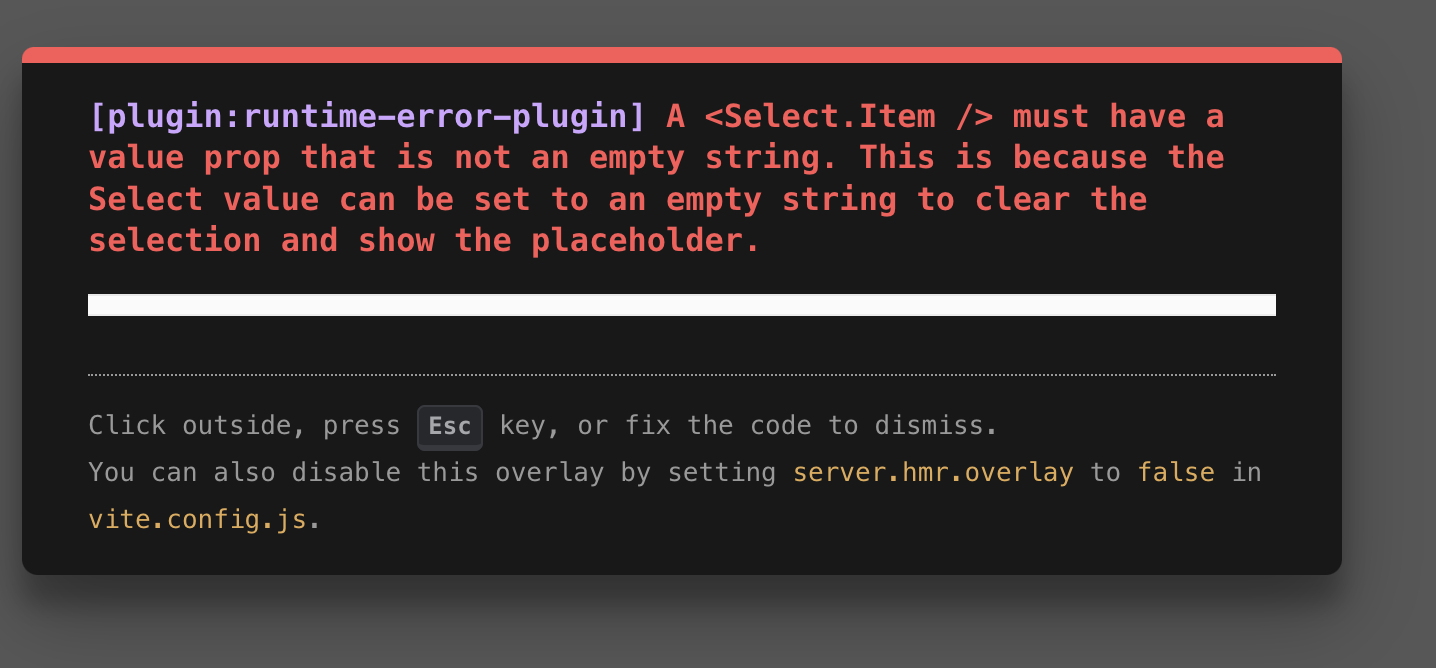 [plugin:runtime-error-plugin] A <Select.Item /> must have a
value prop that is not an empty string. This is because the
Select value can be set to an empty string to clear the
selection and show the placeholder.
Click outside, press Esc key, or fix the code to dismiss.
You can also disable this overlay by setting server.hmr.overlay to false in
vite.config.js.